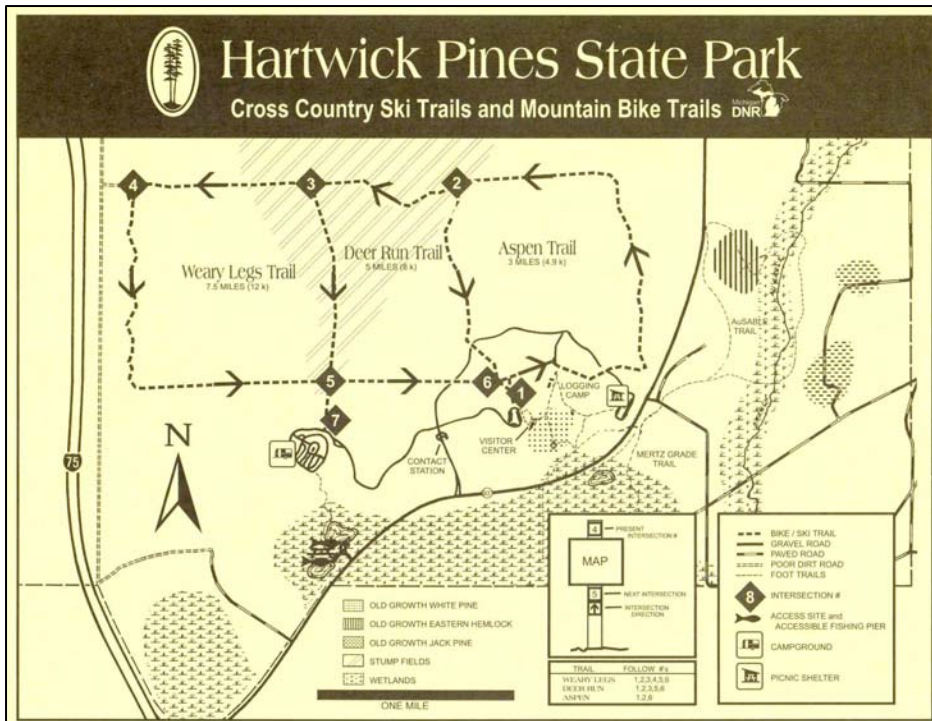 Hartwick Pines State Park
Cross Country Ski Trails and Mountain Bike Trails
Michigan
DNR
4
3
2
Weary Legs Trail
7.5 MILES (12 k)
Deer Run Trail
5 MILES (8 k)
Aspen Trail
3 MILES (4.9 k)
AuSABLE
TRAIL
5
6
1
LOGGING
CAMP
7
VISITOR
CENTER
N
CONTACT
STATION
MERTZ GRADE
TRAIL
75
93
4
PRESENT
INTERSECTION #
MAP
5
NEXT INTERSECTION
INTERSECTION
DIRECTION
BIKE / SKI TRAIL
GRAVEL ROAD
PAVED ROAD
POOR DIRT ROAD
FOOT TRAILS
8
INTERSECTION #
ACCESS SITE and
ACCESSIBLE FISHING PIER
CAMPGROUND
PICNIC SHELTER
OLD GROWTH WHITE PINE
OLD GROWTH EASTERN HEMLOCK
OLD GROWTH JACK PINE
STUMP FIELDS
WETLANDS
ONE MILE
TRAIL FOLLOW #'s
WEARY LEGS 1,2,3,4,5,6
DEER RUN 1,2,3,5,6
ASPEN 1,2,6